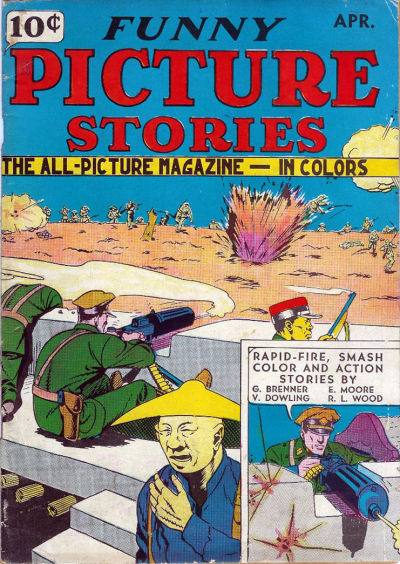 10¢
FUNNY
APR.
PICTURE
STORIES
THE ALL-PICTURE MAGAZINE — IN COLORS
RAPID-FIRE, SMASH
COLOR AND ACTION
STORIES BY
G. BRENNER E. MOORE
V. DOWLING R. L. WOOD